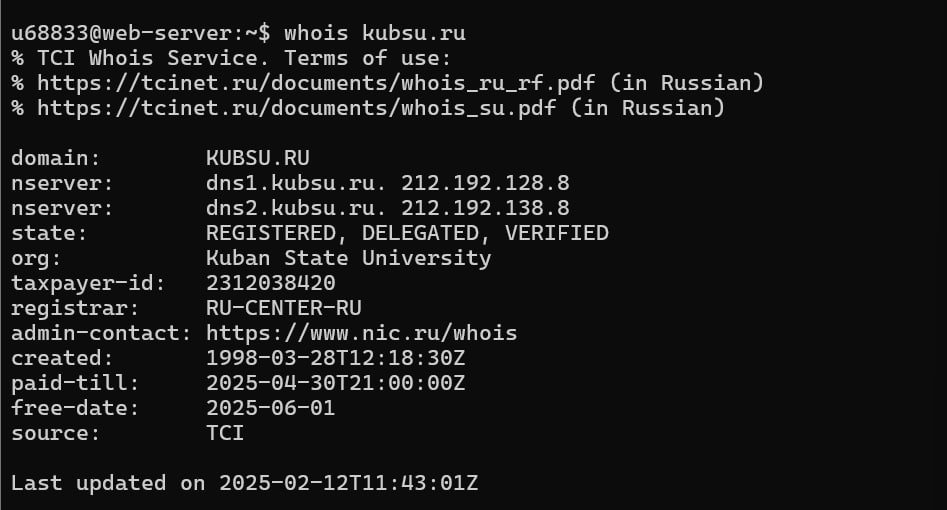 u68833@web-server:~$ whois kubsu.ru
% TCI Whois Service. Terms of use:
% https://tcinet.ru/documents/whois_ru_rf.pdf (in Russian)
% https://tcinet.ru/documents/whois_su.pdf (in Russian)

domain:        KUBSU.RU
nserver:       dns1.kubsu.ru. 212.192.128.8
nserver:       dns2.kubsu.ru. 212.192.138.8
state:         REGISTERED, DELEGATED, VERIFIED
org:           Kuban State University
taxpayer-id:   2312038420
registrar:     RU-CENTER-RU
admin-contact: https://www.nic.ru/whois
created:       1998-03-28T12:18:30Z
paid-till:     2025-04-30T21:00:00Z
free-date:     2025-06-01
source:        TCI

Last updated on 2025-02-12T11:43:01Z